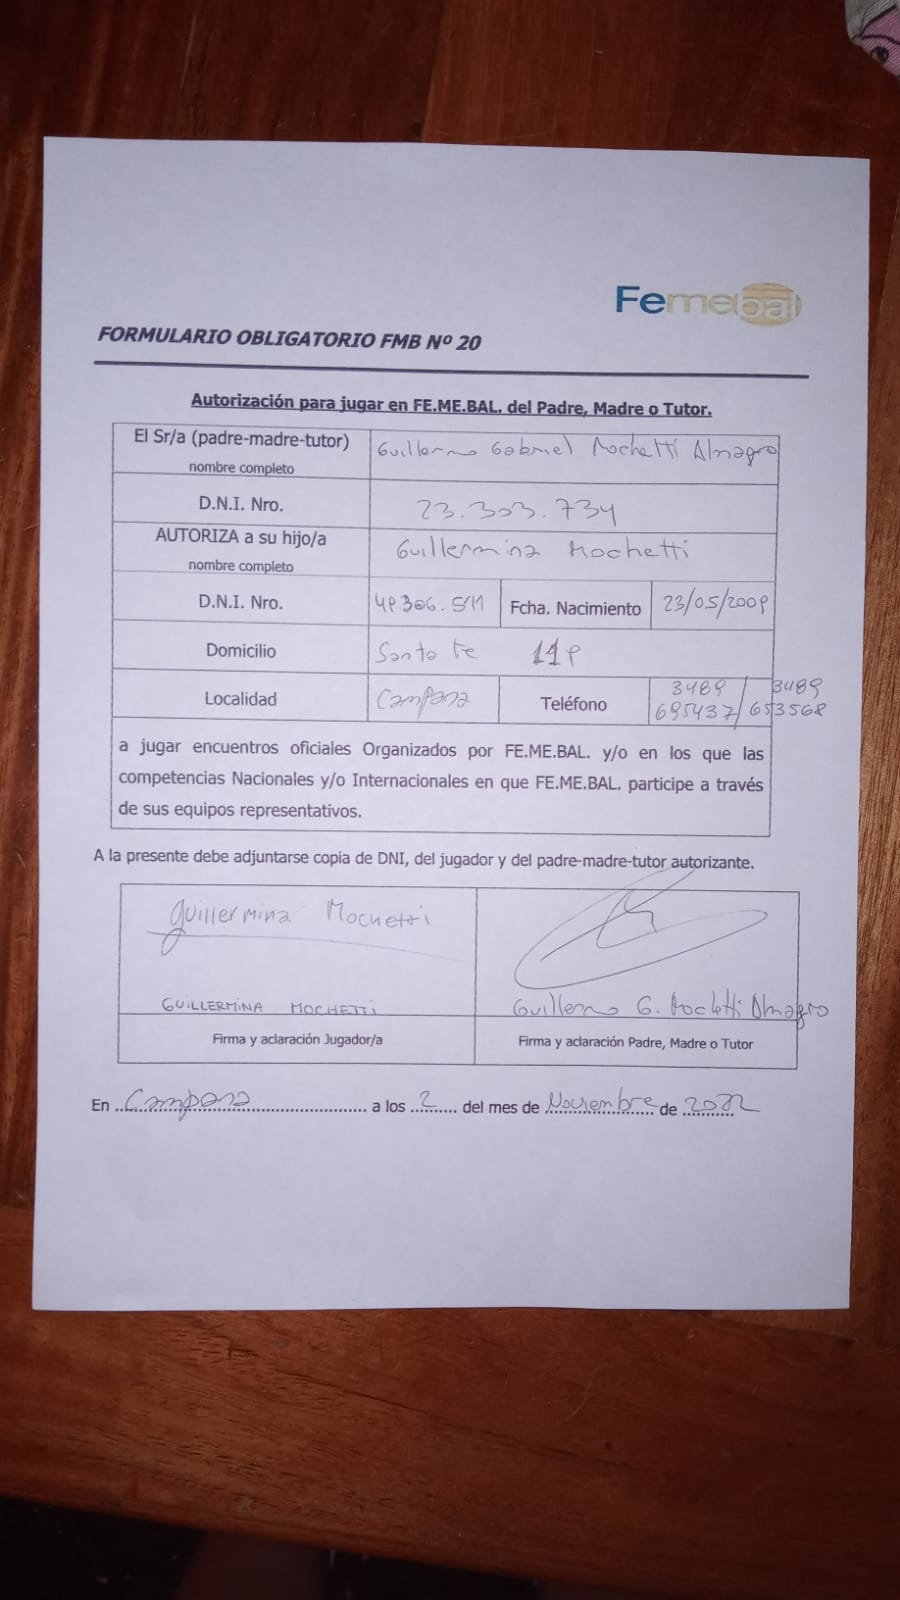 Femebal
FORMULARIO OBLIGATORIO FMB Nº 20
Autorización para jugar en FE.ME.BAL. del Padre, Madre o Tutor.
El Sr/a (padre-madre-tutor) Guillermo Gabriel Mochetti Almagro
nombre completo
D.N.I. Nro. 23.303.734
AUTORIZA a su hijo/a Guillermina Mochetti
nombre completo
D.N.I. Nro. 49.306.511 Fcha. Nacimiento 23/05/2009
Domicilio Santa Fe 119
Localidad Campana Teléfono 3489 695437 / 3489 653568
a jugar encuentros oficiales Organizados por FE.ME.BAL. y/o en los que las
competencias Nacionales y/o Internacionales en que FE.ME.BAL. participe a través
de sus equipos representativos.
A la presente debe adjuntarse copia de DNI, del jugador y del padre-madre-tutor autorizante.
guillermina Mochetti
GUILLERMINA MOCHETTI Guillermo G. Mochetti Almagro
Firma y aclaración Jugador/a Firma y aclaración Padre, Madre o Tutor
En Campana a los 2 del mes de Noviembre de 2022